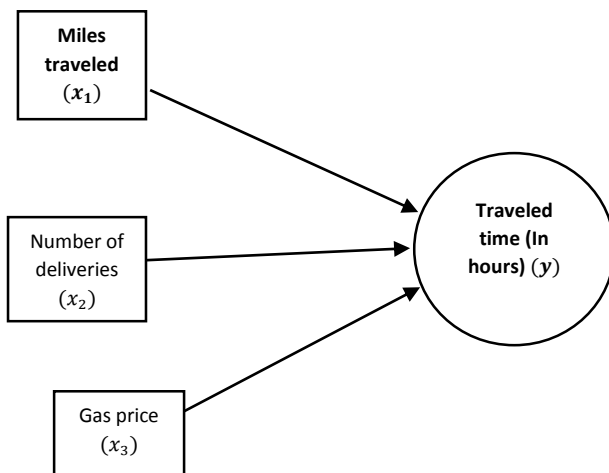 Miles
traveled
(x₁)
Number of
deliveries
(x₂)
Gas price
(x₃)
Traveled
time (In
hours) (y)